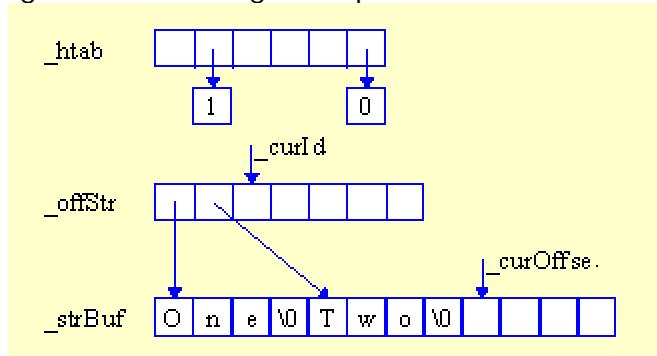 _htab
1 0
_curId
_offStr
_curOffse.
_strBuf O n e \0 T w o \0